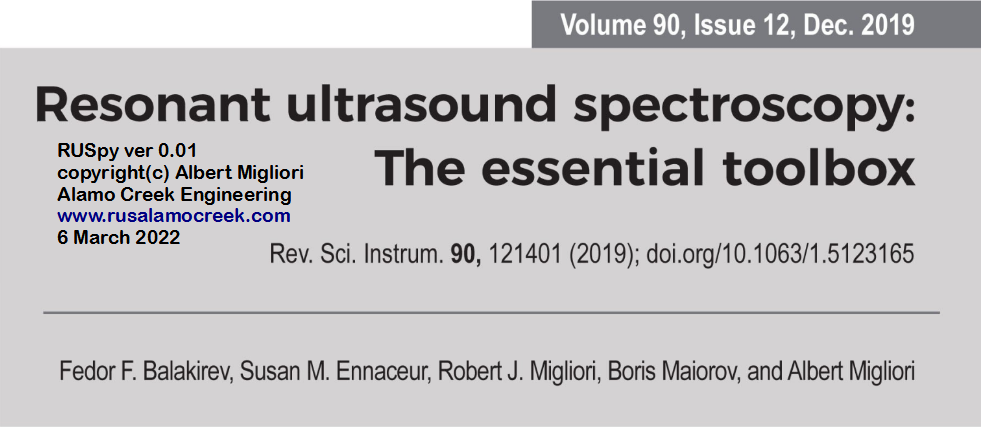 Volume 90, Issue 12, Dec. 2019
Resonant ultrasound spectroscopy:
The essential toolbox
RUSpy ver 0.01
copyright(c) Albert Migliori
Alamo Creek Engineering
www.rusalamocreek.com
6 March 2022
Rev. Sci. Instrum. 90, 121401 (2019); doi.org/10.1063/1.5123165
Fedor F. Balakirev, Susan M. Ennaceur, Robert J. Migliori, Boris Maiorov, and Albert Migliori